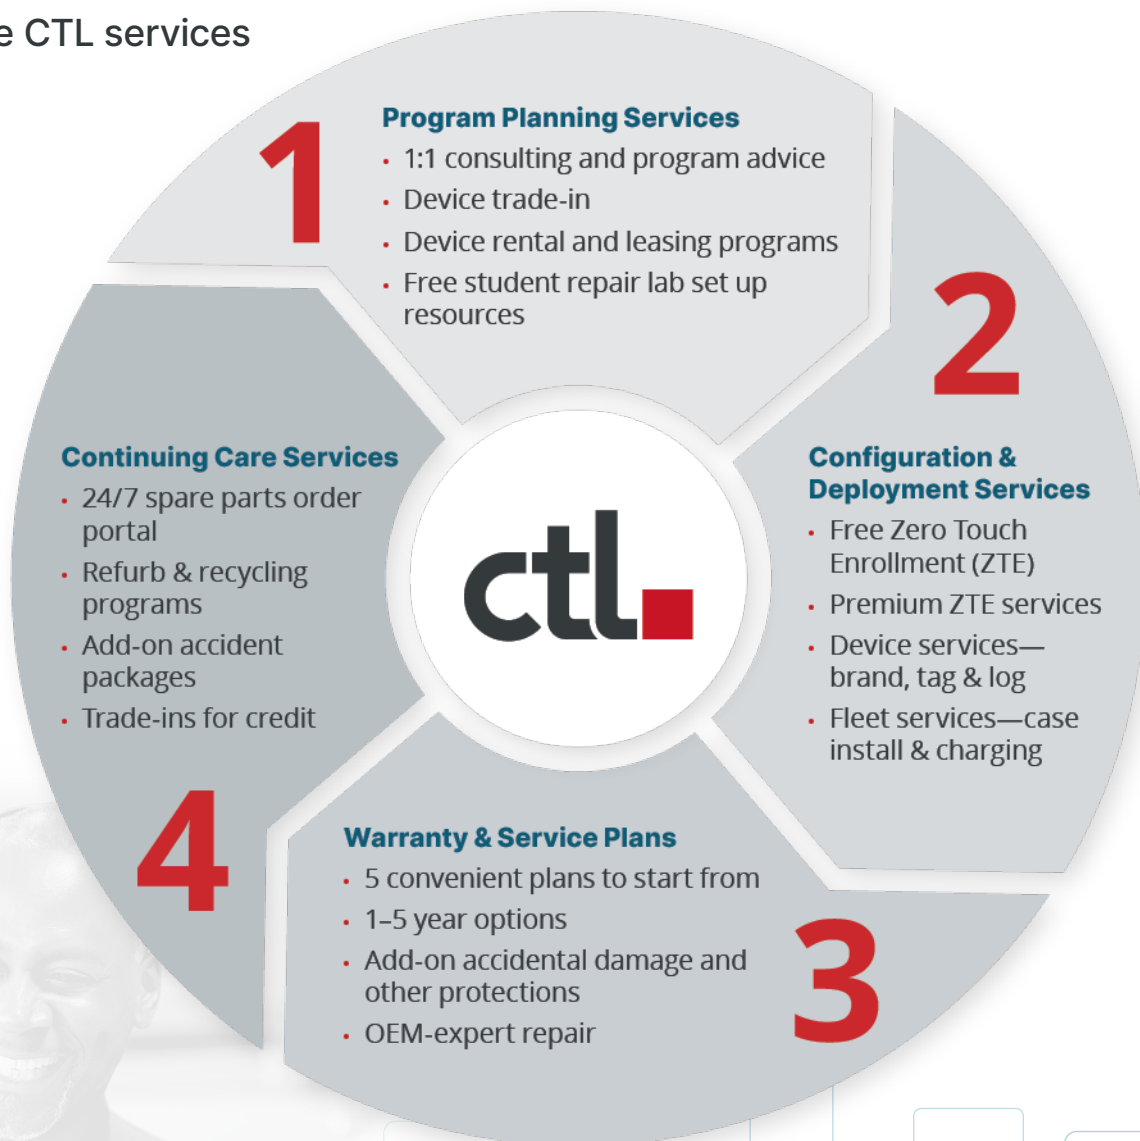 e CTL services
1
Program Planning Services
• 1:1 consulting and program advice
• Device trade-in
• Device rental and leasing programs
• Free student repair lab set up
resources
2
Configuration &
Deployment Services
• Free Zero Touch
Enrollment (ZTE)
• Premium ZTE services
• Device services—
brand, tag & log
• Fleet services—case
install & charging
3
Warranty & Service Plans
• 5 convenient plans to start from
• 1–5 year options
• Add-on accidental damage and
other protections
• OEM-expert repair
4
Continuing Care Services
• 24/7 spare parts order
portal
• Refurb & recycling
programs
• Add-on accident
packages
• Trade-ins for credit
ctl